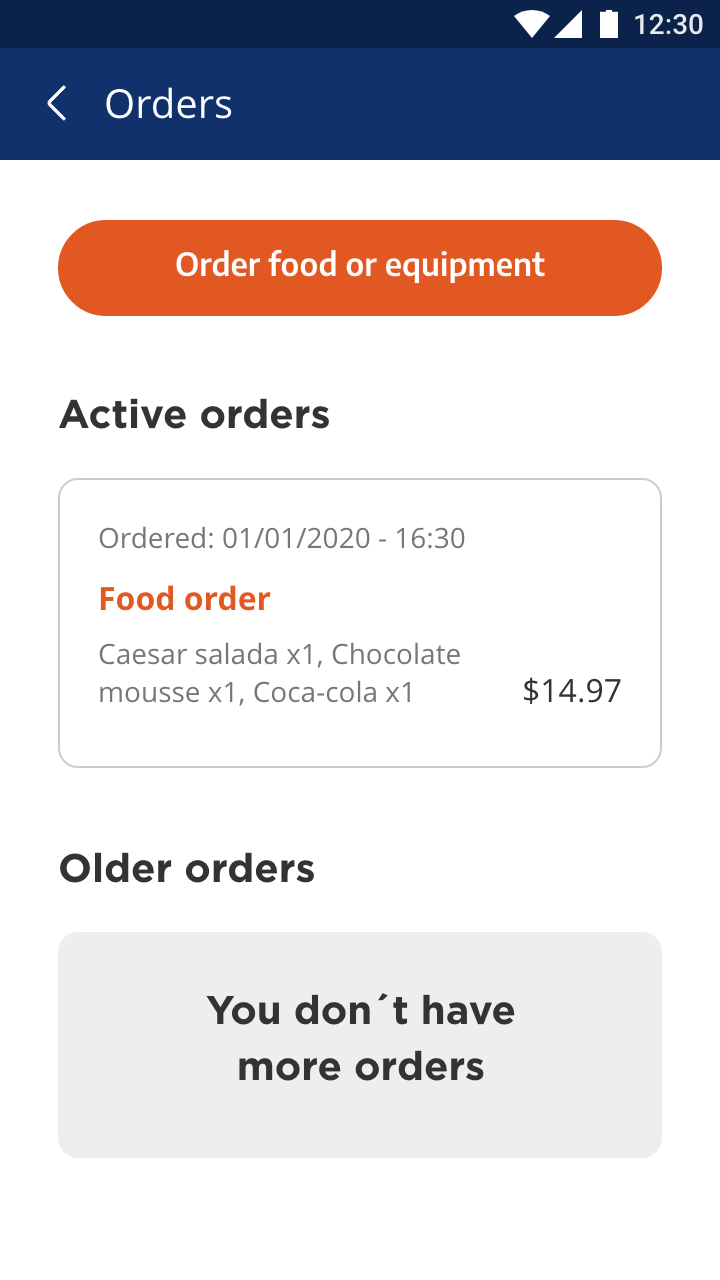 12:30
Orders
Order food or equipment
Active orders
Ordered: 01/01/2020 - 16:30
Food order
Caesar salada x1, Chocolate
mousse x1, Coca-cola x1
$14.97
Older orders
You don´t have
more orders